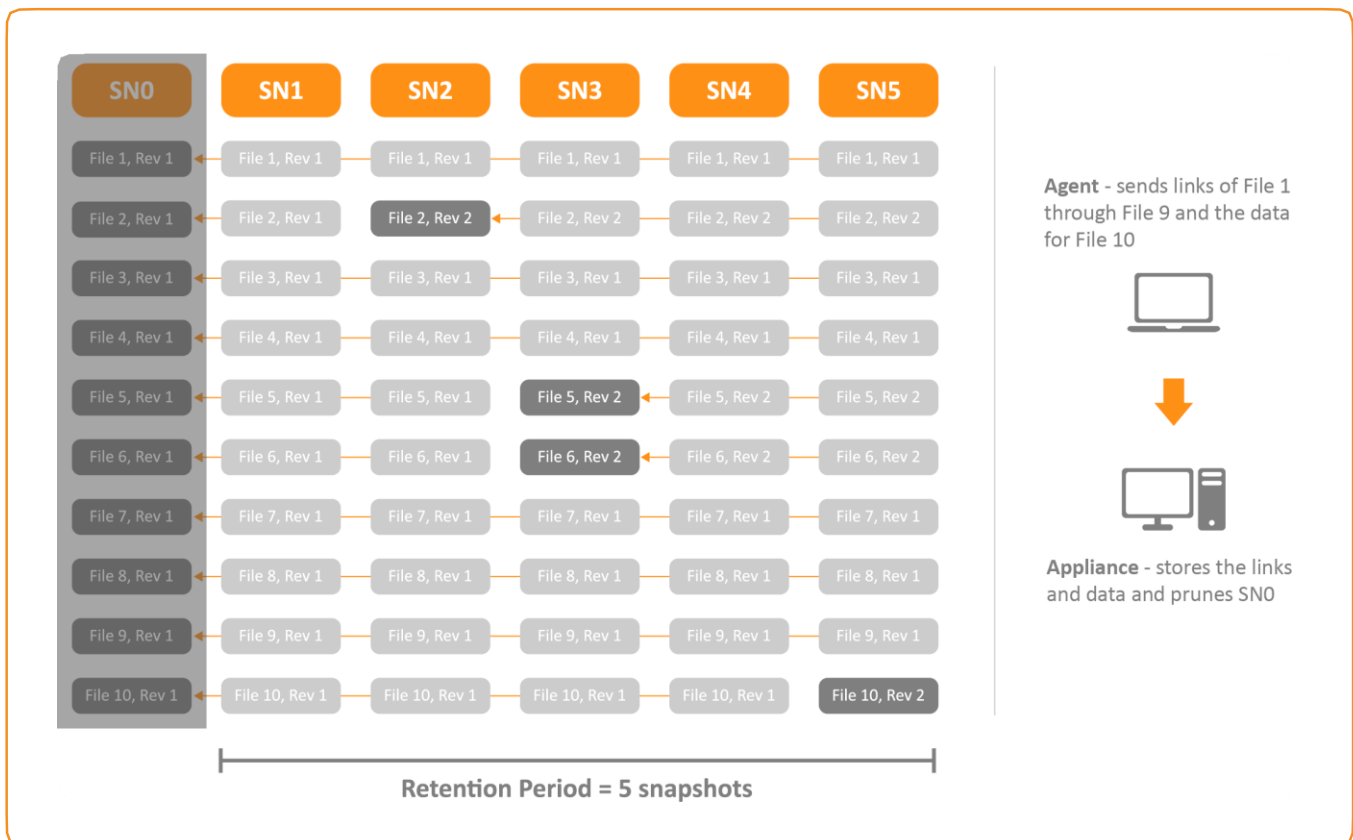 SN0 SN1 SN2 SN3 SN4 SN5
File 1, Rev 1 File 1, Rev 1 File 1, Rev 1 File 1, Rev 1 File 1, Rev 1 File 1, Rev 1
File 2, Rev 1 File 2, Rev 1 File 2, Rev 2 File 2, Rev 2 File 2, Rev 2 File 2, Rev 2
File 3, Rev 1 File 3, Rev 1 File 3, Rev 1 File 3, Rev 1 File 3, Rev 1 File 3, Rev 1
File 4, Rev 1 File 4, Rev 1 File 4, Rev 1 File 4, Rev 1 File 4, Rev 1 File 4, Rev 1
File 5, Rev 1 File 5, Rev 1 File 5, Rev 1 File 5, Rev 2 File 5, Rev 2 File 5, Rev 2
File 6, Rev 1 File 6, Rev 1 File 6, Rev 1 File 6, Rev 2 File 6, Rev 2 File 6, Rev 2
File 7, Rev 1 File 7, Rev 1 File 7, Rev 1 File 7, Rev 1 File 7, Rev 1 File 7, Rev 1
File 8, Rev 1 File 8, Rev 1 File 8, Rev 1 File 8, Rev 1 File 8, Rev 1 File 8, Rev 1
File 9, Rev 1 File 9, Rev 1 File 9, Rev 1 File 9, Rev 1 File 9, Rev 1 File 9, Rev 1
File 10, Rev 1 File 10, Rev 1 File 10, Rev 1 File 10, Rev 1 File 10, Rev 1 File 10, Rev 2
Retention Period = 5 snapshots
Agent - sends links of File 1
through File 9 and the data
for File 10
Appliance - stores the links
and data and prunes SN0